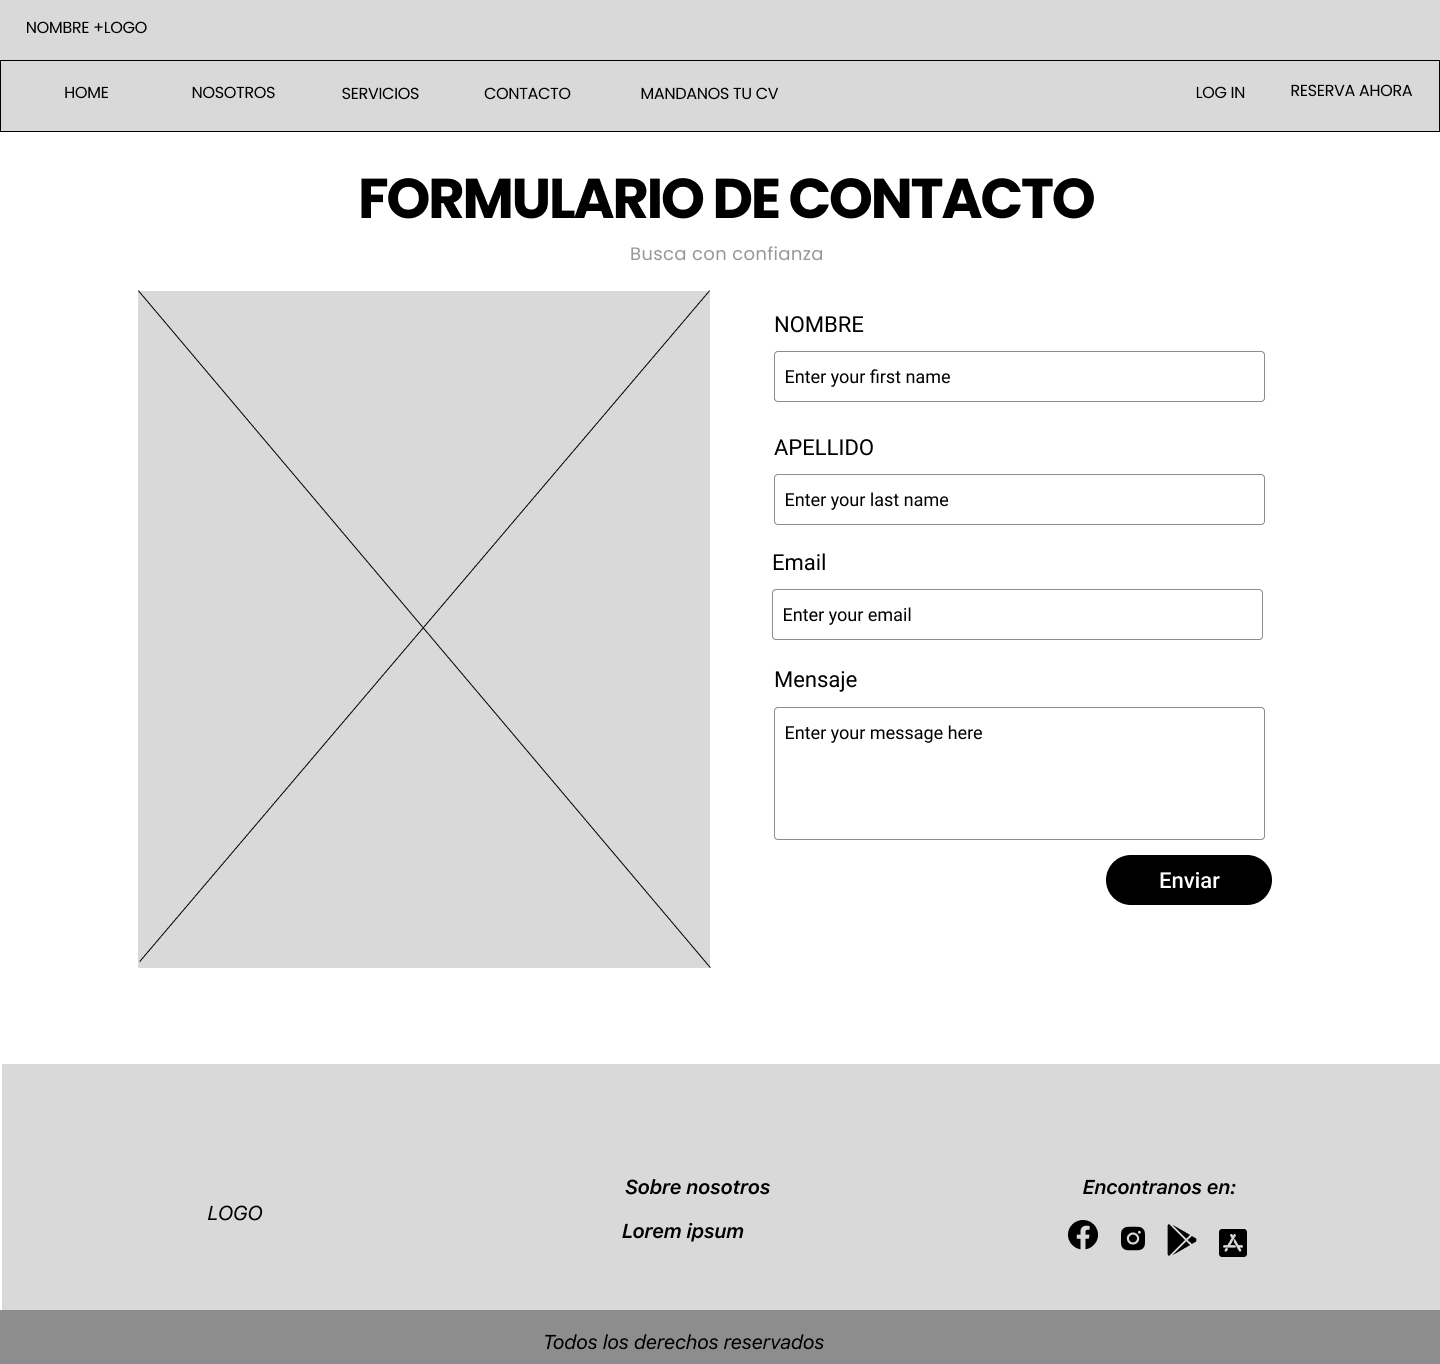 NOMBRE +LOGO
HOME
NOSOTROS
SERVICIOS
CONTACTO
MANDANOS TU CV
LOG IN
RESERVA AHORA
FORMULARIO DE CONTACTO
Busca con confianza
NOMBRE
Enter your first name
APELLIDO
Enter your last name
Email
Enter your email
Mensaje
Enter your message here
Enviar
LOGO
Sobre nosotros
Lorem ipsum
Encontranos en:
Todos los derechos reservados